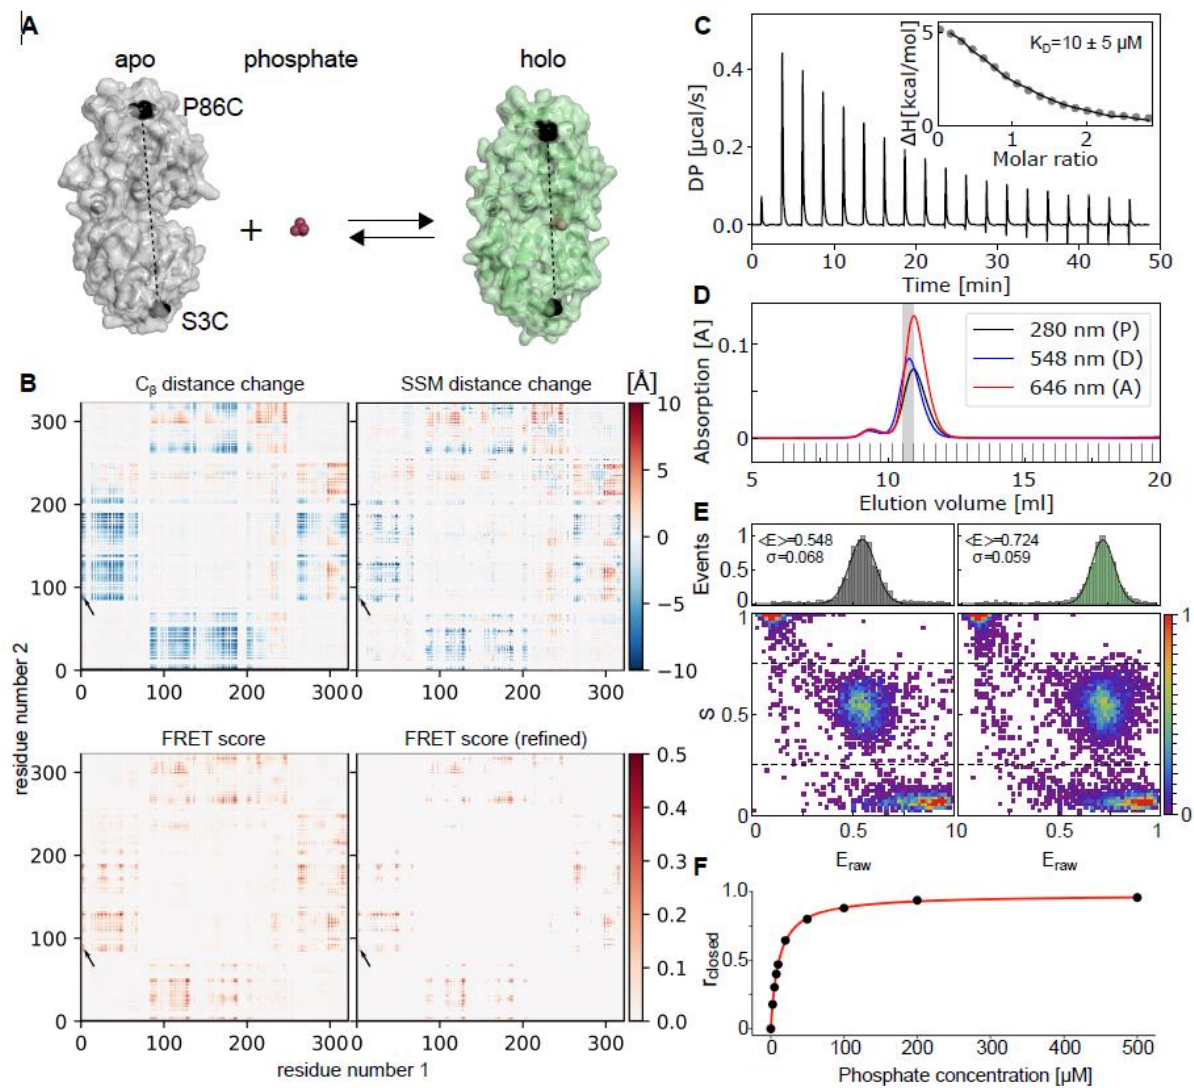 A
apo
phosphate
holo
P86C
S3C
+
B
Cβ distance change
SSM distance change
[Å]
300
200
100
0
0
100
200
300
0
100
200
300
10
5
0
−5
−10
residue number 2
FRET score
FRET score (refined)
300
200
100
0
0
100
200
300
0
100
200
300
0.5
0.4
0.3
0.2
0.1
0.0
residue number 1
C
DP [µcal/s]
0.4
0.2
0.0
0
10
20
30
40
50
Time [min]
ΔH[kcal/mol]
5
0
K_D=10 ± 5 µM
0
1
2
Molar ratio
D
Absorption [A]
0.1
0
280 nm (P)
548 nm (D)
646 nm (A)
5
10
15
20
Elution volume [ml]
E
Events
1
0.5
0
<E>=0.548
σ=0.068
<E>=0.724
σ=0.059
S
1
0.5
0
0
0.5
1
0
0.5
1
E_raw
E_raw
1
0
F
r_closed
1.0
0.5
0
0
100
200
300
400
500
Phosphate concentration [µM]